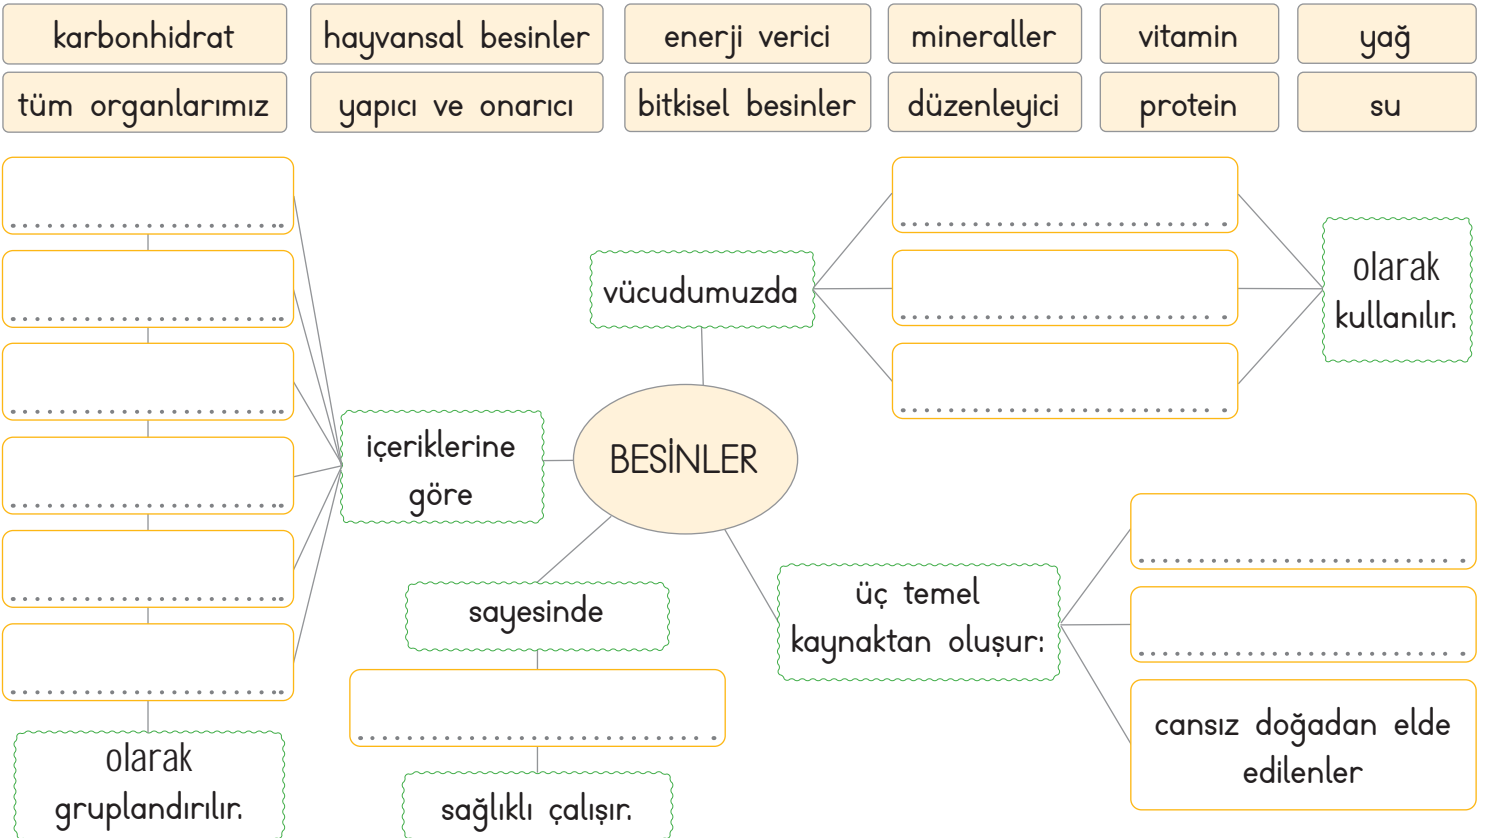 karbonhidrat
hayvansal besinler
enerji verici
mineraller
vitamin
yağ
tüm organlarımız
yapıcı ve onarıcı
bitkisel besinler
düzenleyici
protein
su
vücudumuzda
olarak
kullanılır.
içeriklerine
göre
BESİNLER
sayesinde
üç temel
kaynaktan oluşur:
cansız doğadan elde
edilenler
olarak
gruplandırılır.
sağlıklı çalışır.